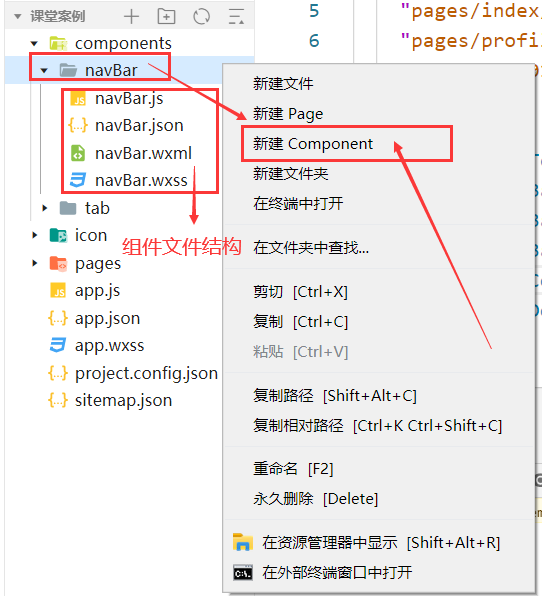 课堂案例
components
navBar
navBar.js
navBar.json
navBar.wxml
navBar.wxss
tab
icon
pages
app.js
app.json
app.wxss
project.config.json
sitemap.json
组件文件结构
5 "pages/index/
6 "pages/profi
新建文件
新建 Page
新建 Component
新建文件夹
在终端中打开
在文件夹中查找...
剪切 [Ctrl+X]
复制 [Ctrl+C]
粘贴 [Ctrl+V]
复制路径 [Shift+Alt+C]
复制相对路径 [Ctrl+K Ctrl+Shift+C]
重命名 [F2]
永久删除 [Delete]
在资源管理器中显示 [Shift+Alt+R]
在外部终端窗口中打开